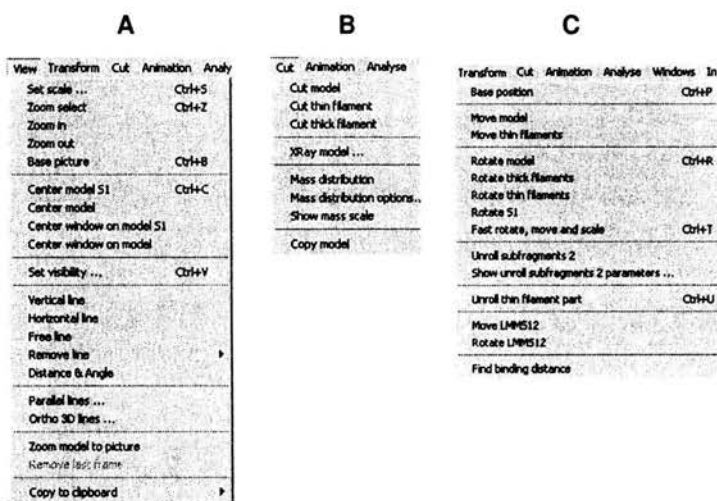 A
View Transform Cut Animation Analy
Set scale ... Ctrl+S
Zoom select Ctrl+Z
Zoom in
Zoom out
Base picture Ctrl+B
Center model S1 Ctrl+C
Center model
Center window on model S1
Center window on model
Set visibility ... Ctrl+V
Vertical line
Horizontal line
Free line
Remove line
Distance & Angle
Parallel lines ...
Ortho 3D lines ...
Zoom model to picture
Remove last frame
Copy to clipboard
B
Cut Animation Analyse
Cut model
Cut thin filament
Cut thick filament
XRay model ...
Mass distribution
Mass distribution options..
Show mass scale
Copy model
C
Transform Cut Animation Analyse Windows In
Base position Ctrl+P
Move model
Move thin filaments
Rotate model Ctrl+R
Rotate thick filaments
Rotate thin filaments
Rotate S1
Fast rotate, move and scale Ctrl+T
Unroll subfragments 2
Show unroll subfragments 2 parameters ...
Unroll thin filament part Ctrl+U
Move LMM512
Rotate LMM512
Find binding distance